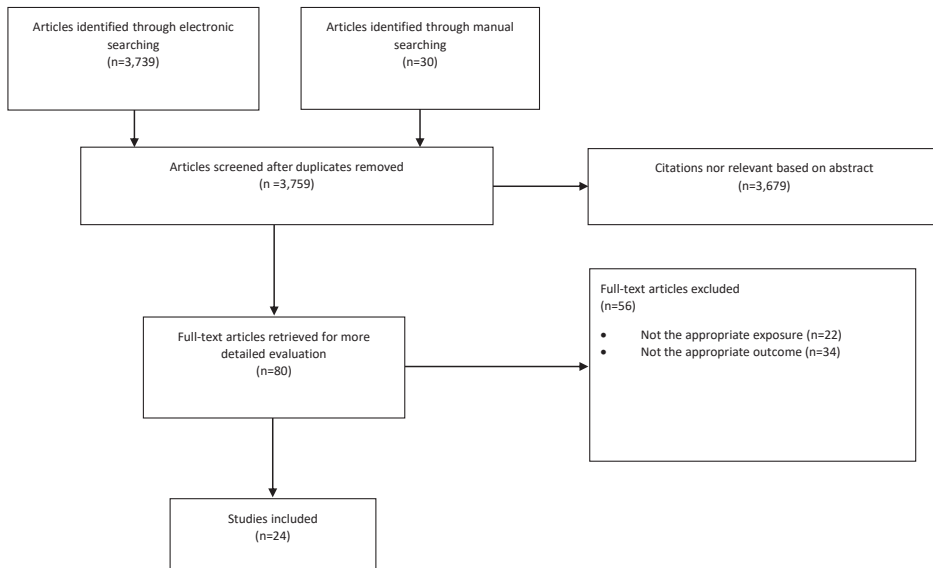 Articles identified through electronic
searching
(n=3,739)
Articles identified through manual
searching
(n=30)
Articles screened after duplicates removed
(n =3,759)
Citations nor relevant based on abstract
(n=3,679)
Full-text articles retrieved for more
detailed evaluation
(n=80)
Full-text articles excluded
(n=56)
• Not the appropriate exposure (n=22)
• Not the appropriate outcome (n=34)
Studies included
(n=24)